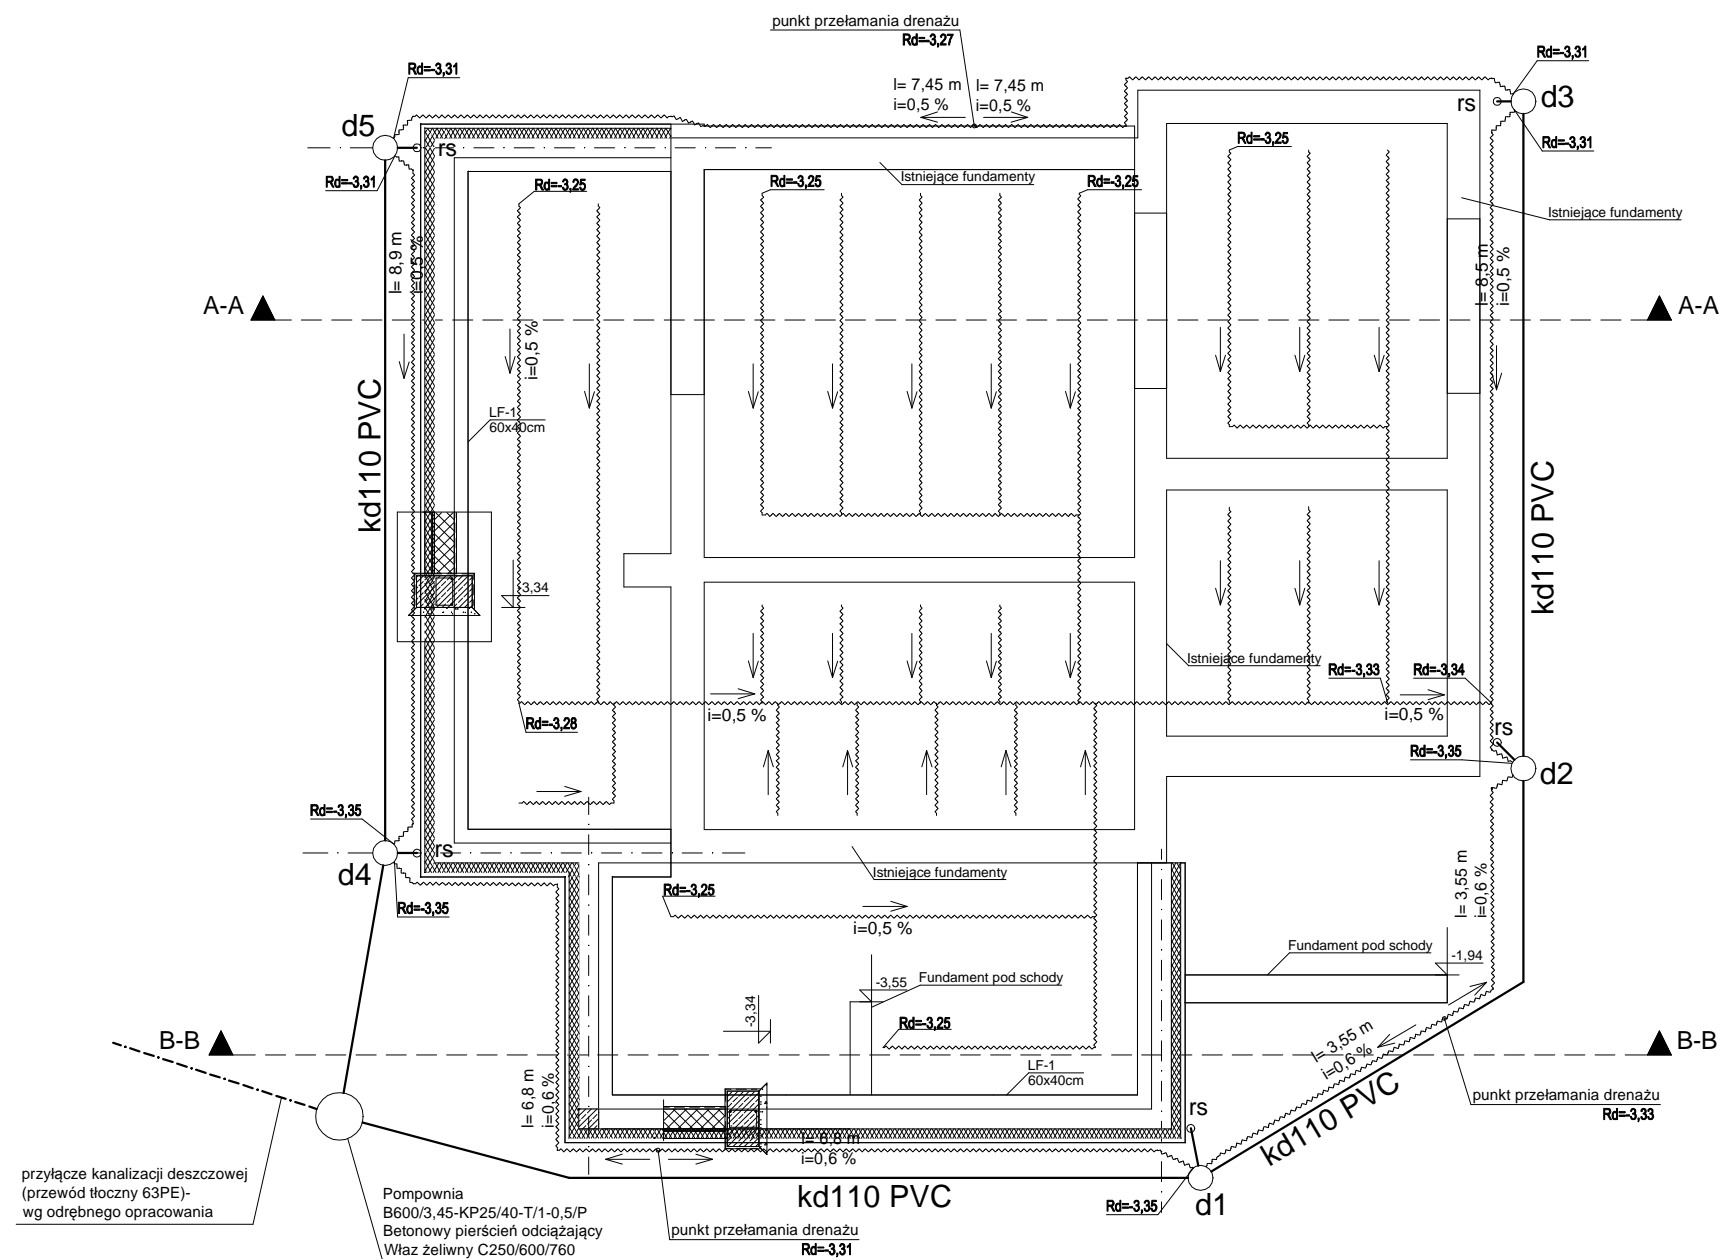 punkt przełamania drenażu
Rd=-3,27
Rd=-3,31
Rd=-3,31
l= 7,45 m
l= 7,45 m
i=0,5 %
i=0,5 %
d5
rs
rs
d3
Rd=-3,31
Rd=-3,31
Rd=-3,25
Rd=-3,25
Rd=-3,25
Rd=-3,25
Istniejące fundamenty
Istniejące fundamenty
l= 8,9 m
i=0,5 %
l= 8,5 m
i=0,5 %
A-A
A-A
i=0,5 %
LF-1
60x40cm
kd110 PVC
kd110 PVC
-3,34
Istniejące fundamenty
Rd=-3,33
Rd=-3,34
i=0,5 %
i=0,5 %
Rd=-3,28
rs
Rd=-3,35
d2
Rd=-3,35
rs
d4
Istniejące fundamenty
Rd=-3,35
Rd=-3,25
i=0,5 %
l= 3,55 m
i=0,6 %
Fundament pod schody
-1,94
-3,55
Fundament pod schody
-3,34
Rd=-3,25
B-B
B-B
l= 3,55 m
i=0,6 %
LF-1
60x40cm
l= 6,8 m
i=0,6 %
punkt przełamania drenażu
Rd=-3,33
rs
kd110 PVC
l= 6,8 m
i=0,6 %
przyłącze kanalizacji deszczowej
(przewód tłoczny 63PE)-
wg odrębnego opracowania
Pompownia
B600/3,45-KP25/40-T/1-0,5/P
Betonowy pierścień odciążający
Właz żeliwny C250/600/760
kd110 PVC
Rd=-3,35
d1
punkt przełamania drenażu
Rd=-3,31